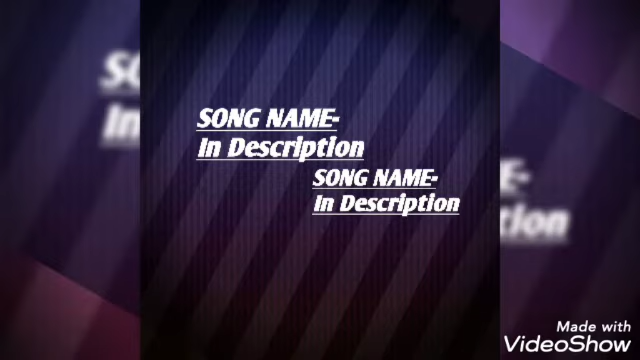 SONG NAME-
In Description
SONG NAME-
In Description
Made with
VideoShow